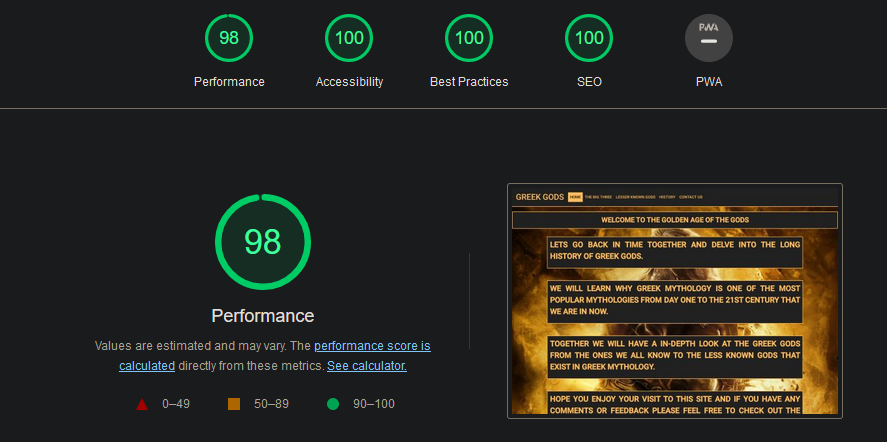 98
100
100
100
PWA
Performance
Accessibility
Best Practices
SEO
PWA
98
Performance
Values are estimated and may vary. The performance score is
calculated directly from these metrics. See calculator.
0–49
50–89
90–100
GREEK GODS HOME THE BIG THREE LESSER KNOWN GODS HISTORY CONTACT US
WELCOME TO THE GOLDEN AGE OF THE GODS
LETS GO BACK IN TIME TOGETHER AND DELVE INTO THE LONG
HISTORY OF GREEK GODS.
WE WILL LEARN WHY GREEK MYTHOLOGY IS ONE OF THE MOST
POPULAR MYTHOLOGIES FROM DAY ONE TO THE 21ST CENTURY THAT
WE ARE IN NOW.
TOGETHER WE WILL HAVE A IN-DEPTH LOOK AT THE GREEK GODS
FROM THE ONES WE ALL KNOW TO THE LESS KNOWN GODS THAT
EXIST IN GREEK MYTHOLOGY.
HOPE YOU ENJOY YOUR VISIT TO THIS SITE AND IF YOU HAVE ANY
COMMENTS OR FEEDBACK PLEASE FEEL FREE TO CHECK OUT THE